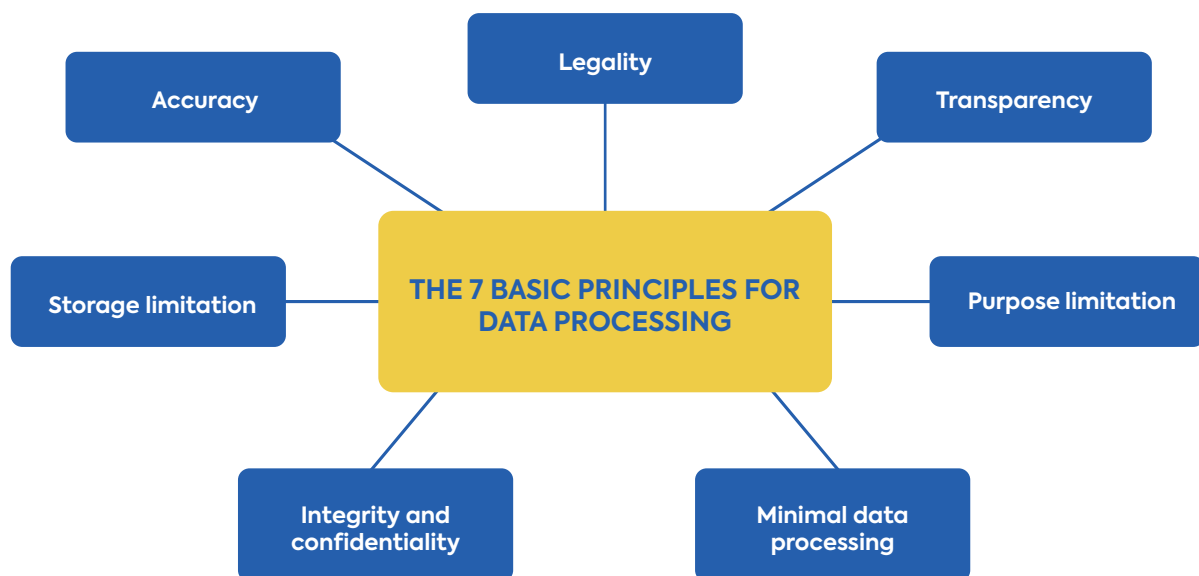 Legality
Accuracy
Transparency
THE 7 BASIC PRINCIPLES FOR
DATA PROCESSING
Storage limitation
Purpose limitation
Integrity and
confidentiality
Minimal data
processing